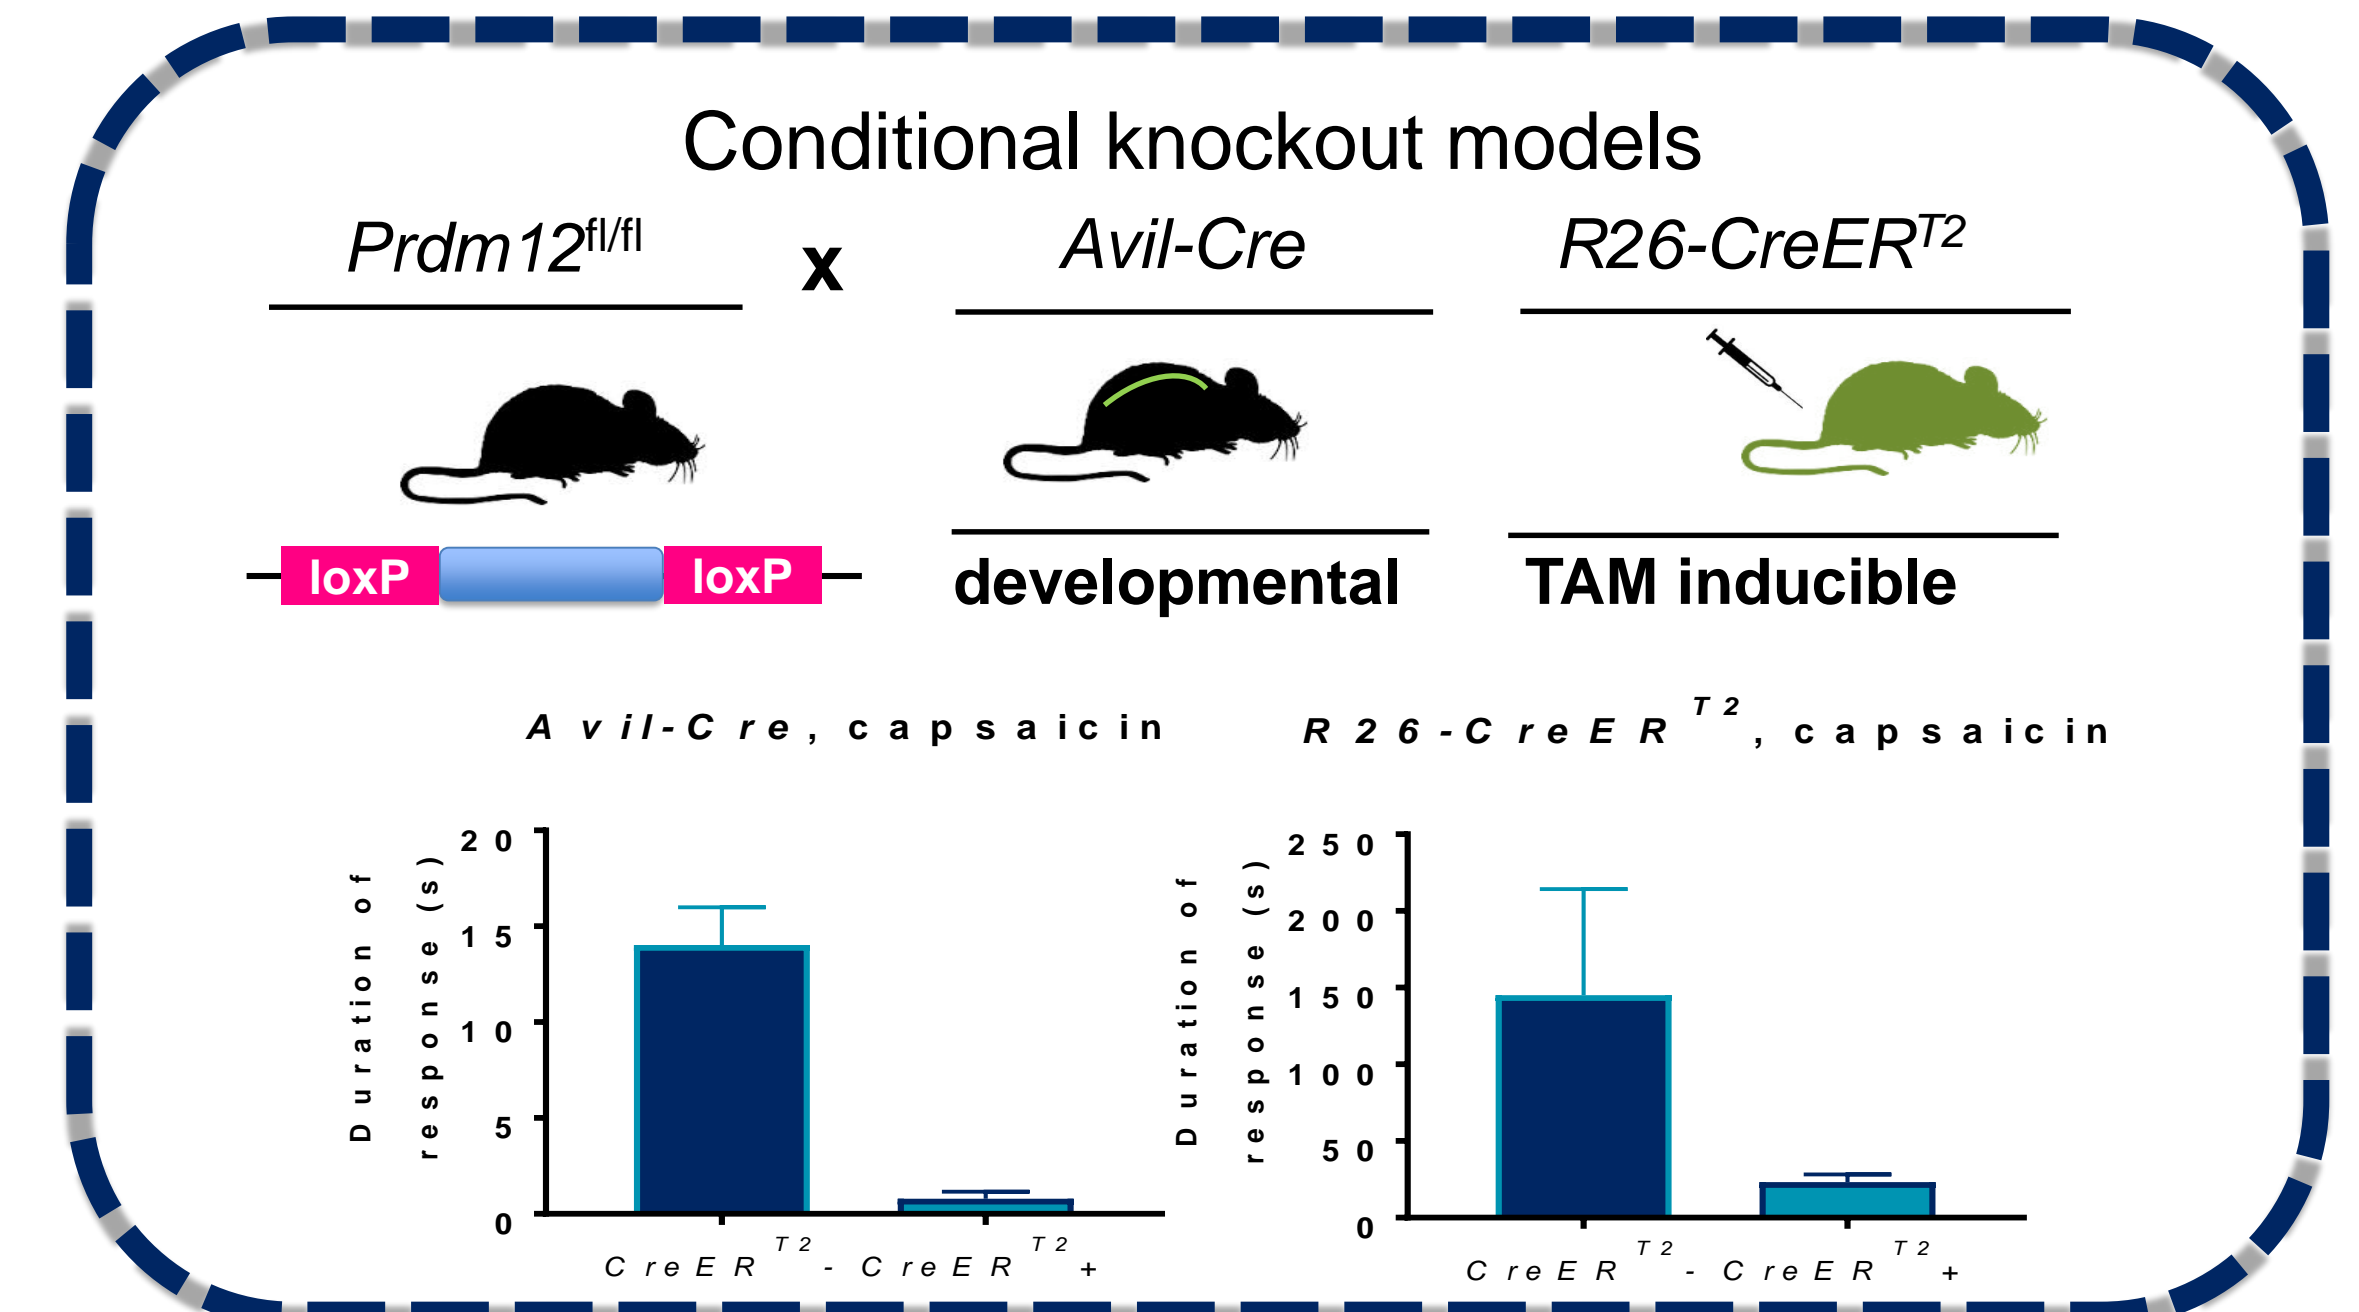 Conditional knockout models
Prdm12fl/fl x Avil-Cre R26-CreERT2
loxP loxP developmental TAM inducible
Avil-Cre, capsaicin
Duration of
response (s)
20
15
10
5
0
CreERT2- CreERT2+
R26-CreERT2, capsaicin
Duration of
response (s)
250
200
150
100
50
0
CreERT2- CreERT2+